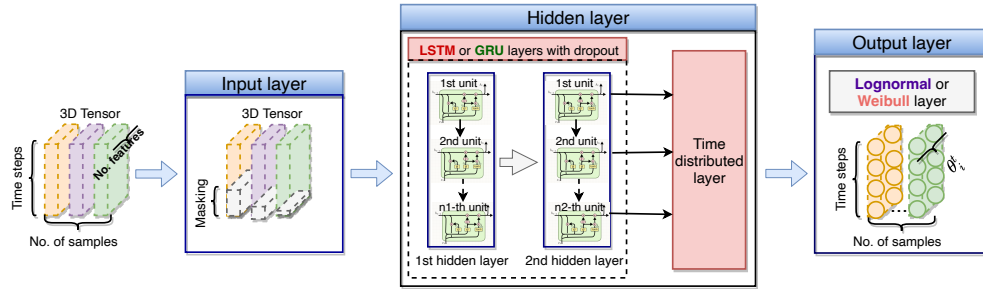 3D Tensor
Time steps
No. features
No. of samples
Input layer
3D Tensor
Masking
Hidden layer
LSTM or GRU layers with dropout
1st unit
2nd unit
n1-th unit
1st hidden layer
1st unit
2nd unit
n2-th unit
2nd hidden layer
Time
distributed
layer
Output layer
Lognormal or
Weibull layer
Time steps
θ_i^t
No. of samples